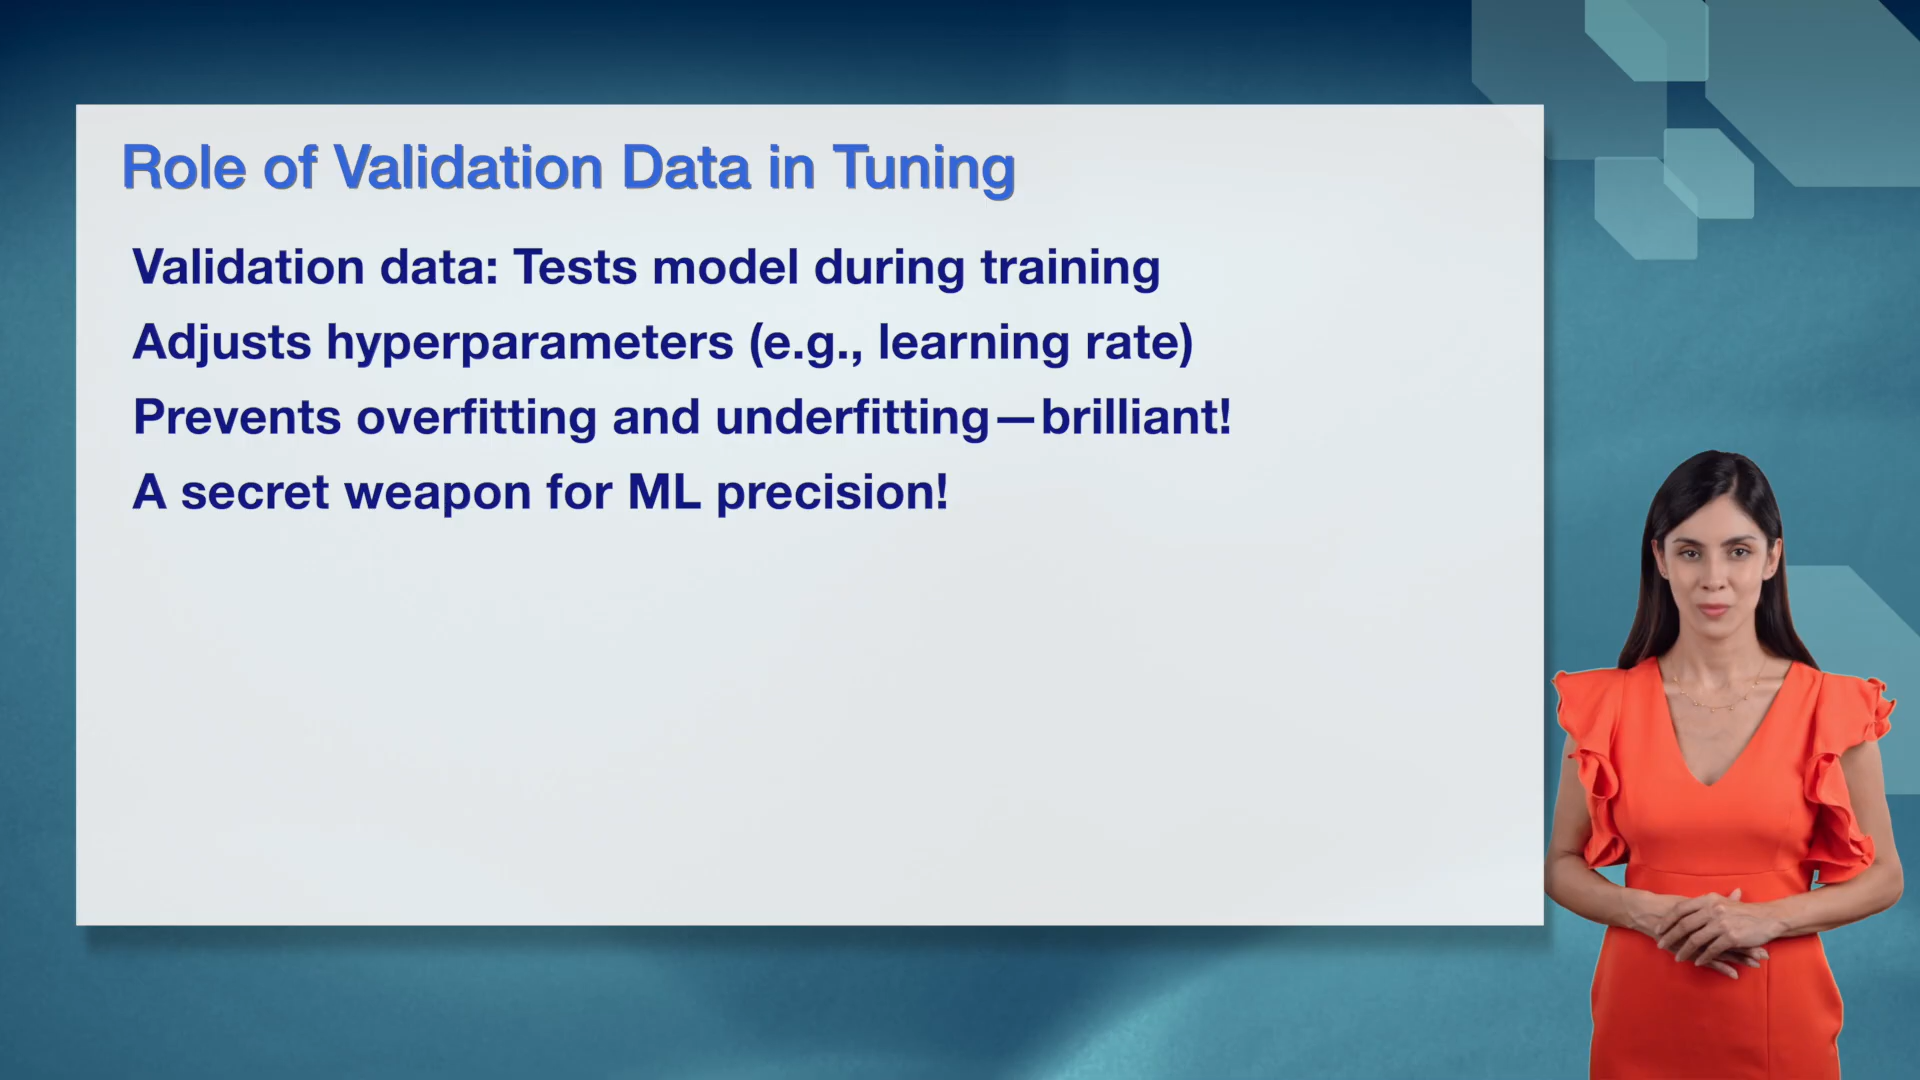 Role of Validation Data in Tuning
Validation data: Tests model during training
Adjusts hyperparameters (e.g., learning rate)
Prevents overfitting and underfitting—brilliant!
A secret weapon for ML precision!